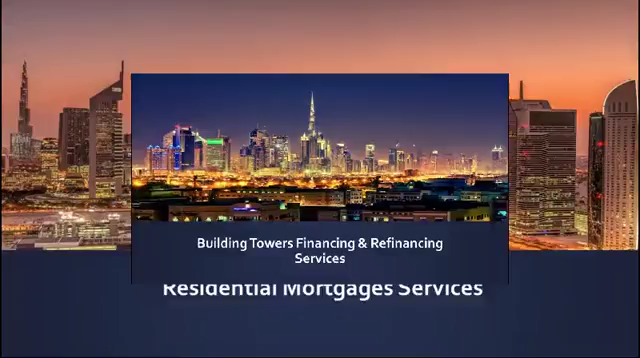 Building Towers Financing & Refinancing
Services
Residential Mortgages Services